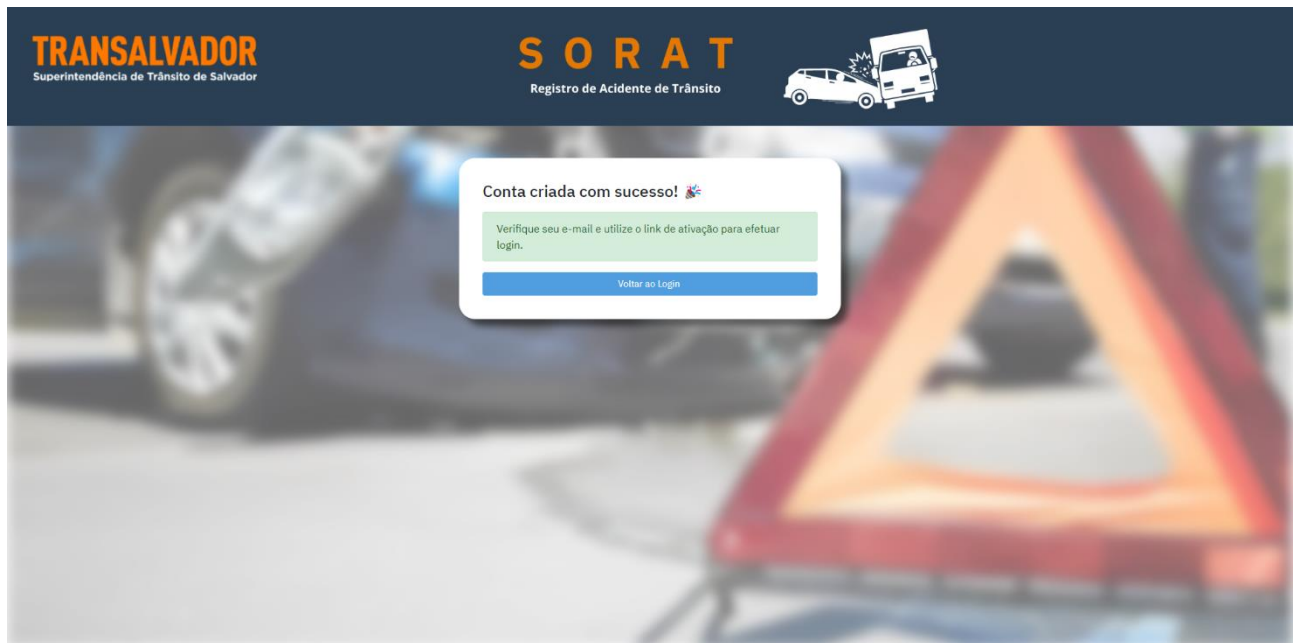 TRANSALVADOR
Superintendência de Trânsito de Salvador
SORAT
Registro de Acidente de Trânsito
Conta criada com sucesso! 🎉
Verifique seu e-mail e utilize o link de ativação para efetuar
login.
Voltar ao Login